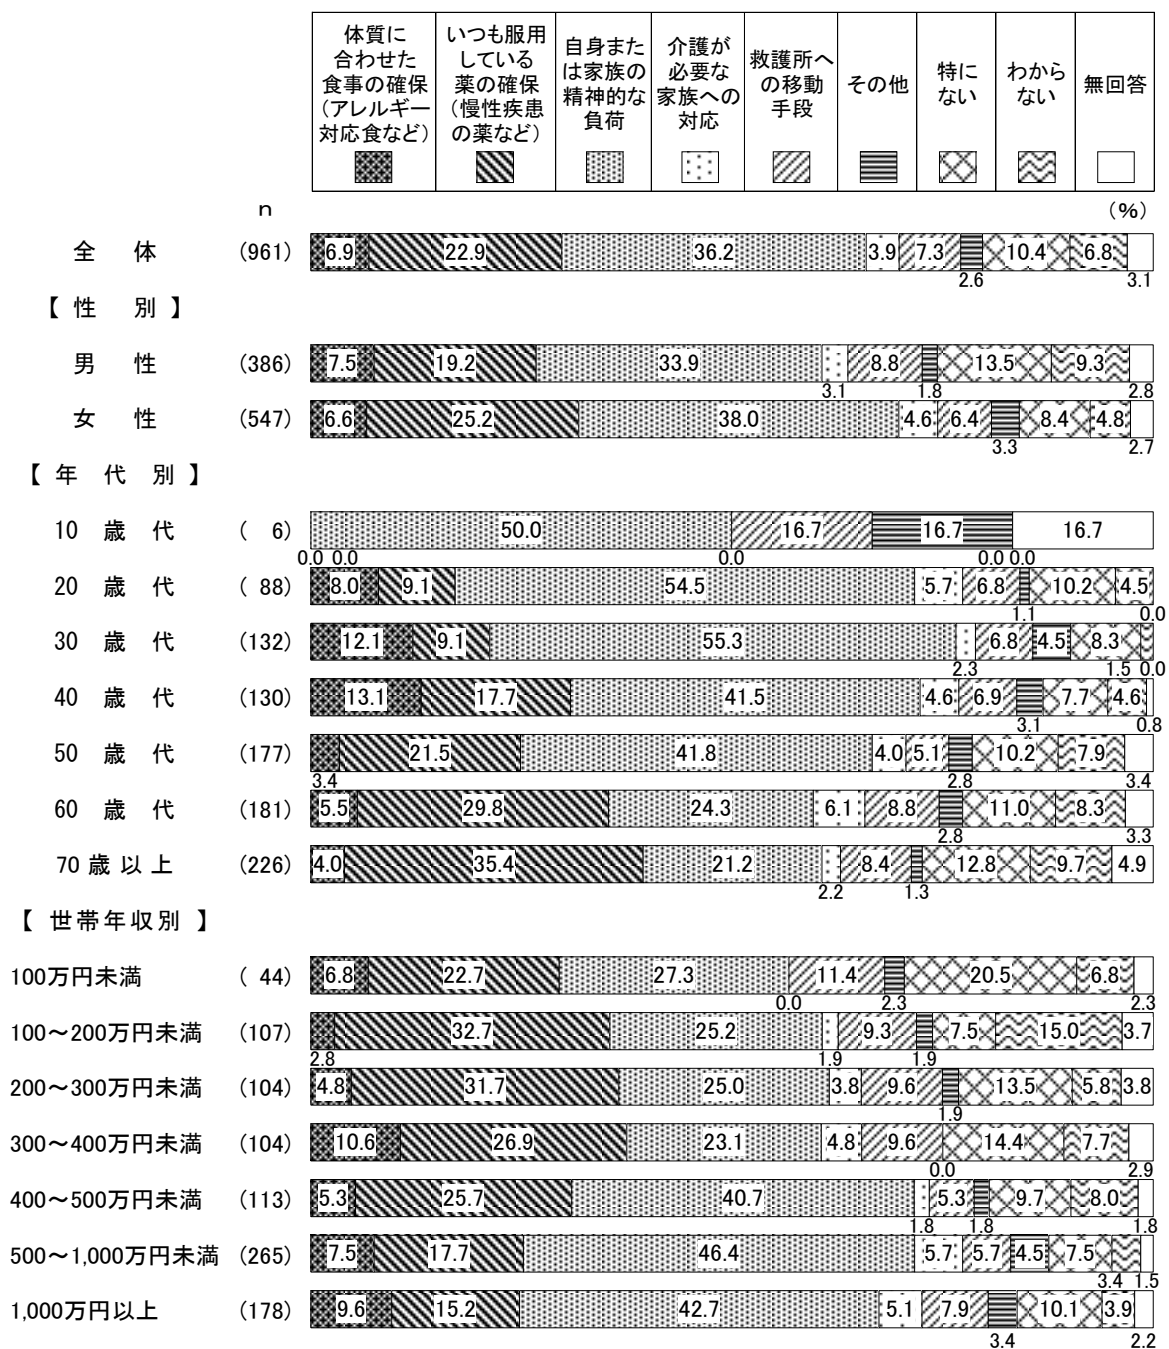 体質に
合わせた
食事の確保
（アレルギー
対応食など）
いつも服用
している
薬の確保
（慢性疾患
の薬など）
自身また
は家族の
精神的な
負荷
介護が
必要な
家族への
対応
救護所へ
の移動
手段
その他
特に
ない
わから
ない
無回答
n
（％）
全 体 (961) 6.9 22.9 36.2 3.9 7.3 2.6 10.4 6.8 3.1
【 性 別 】
男 性 (386) 7.5 19.2 33.9 3.1 8.8 1.8 13.5 9.3 2.8
女 性 (547) 6.6 25.2 38.0 4.6 6.4 3.3 8.4 4.8 2.7
【 年 代 別 】
10 歳 代 ( 6) 0.0 0.0 50.0 0.0 16.7 16.7 0.0 0.0 16.7
20 歳 代 ( 88) 8.0 9.1 54.5 5.7 6.8 1.1 10.2 4.5 0.0
30 歳 代 (132) 12.1 9.1 55.3 2.3 6.8 4.5 8.3 1.5 0.0
40 歳 代 (130) 13.1 17.7 41.5 4.6 6.9 3.1 7.7 4.6 0.8
50 歳 代 (177) 3.4 21.5 41.8 4.0 5.1 2.8 10.2 7.9 3.4
60 歳 代 (181) 5.5 29.8 24.3 6.1 8.8 2.8 11.0 8.3 3.3
70 歳 以 上 (226) 4.0 35.4 21.2 2.2 8.4 1.3 12.8 9.7 4.9
【 世帯年収別 】
100万円未満 ( 44) 6.8 22.7 27.3 0.0 11.4 2.3 20.5 6.8 2.3
100～200万円未満 (107) 2.8 32.7 25.2 1.9 9.3 1.9 7.5 15.0 3.7
200～300万円未満 (104) 4.8 31.7 25.0 3.8 9.6 1.9 13.5 5.8 3.8
300～400万円未満 (104) 10.6 26.9 23.1 4.8 9.6 0.0 14.4 7.7 2.9
400～500万円未満 (113) 5.3 25.7 40.7 1.8 5.3 1.8 9.7 8.0 1.8
500～1,000万円未満 (265) 7.5 17.7 46.4 5.7 5.7 4.5 7.5 3.4 1.5
1,000万円以上 (178) 9.6 15.2 42.7 5.1 7.9 3.4 10.1 3.9 2.2